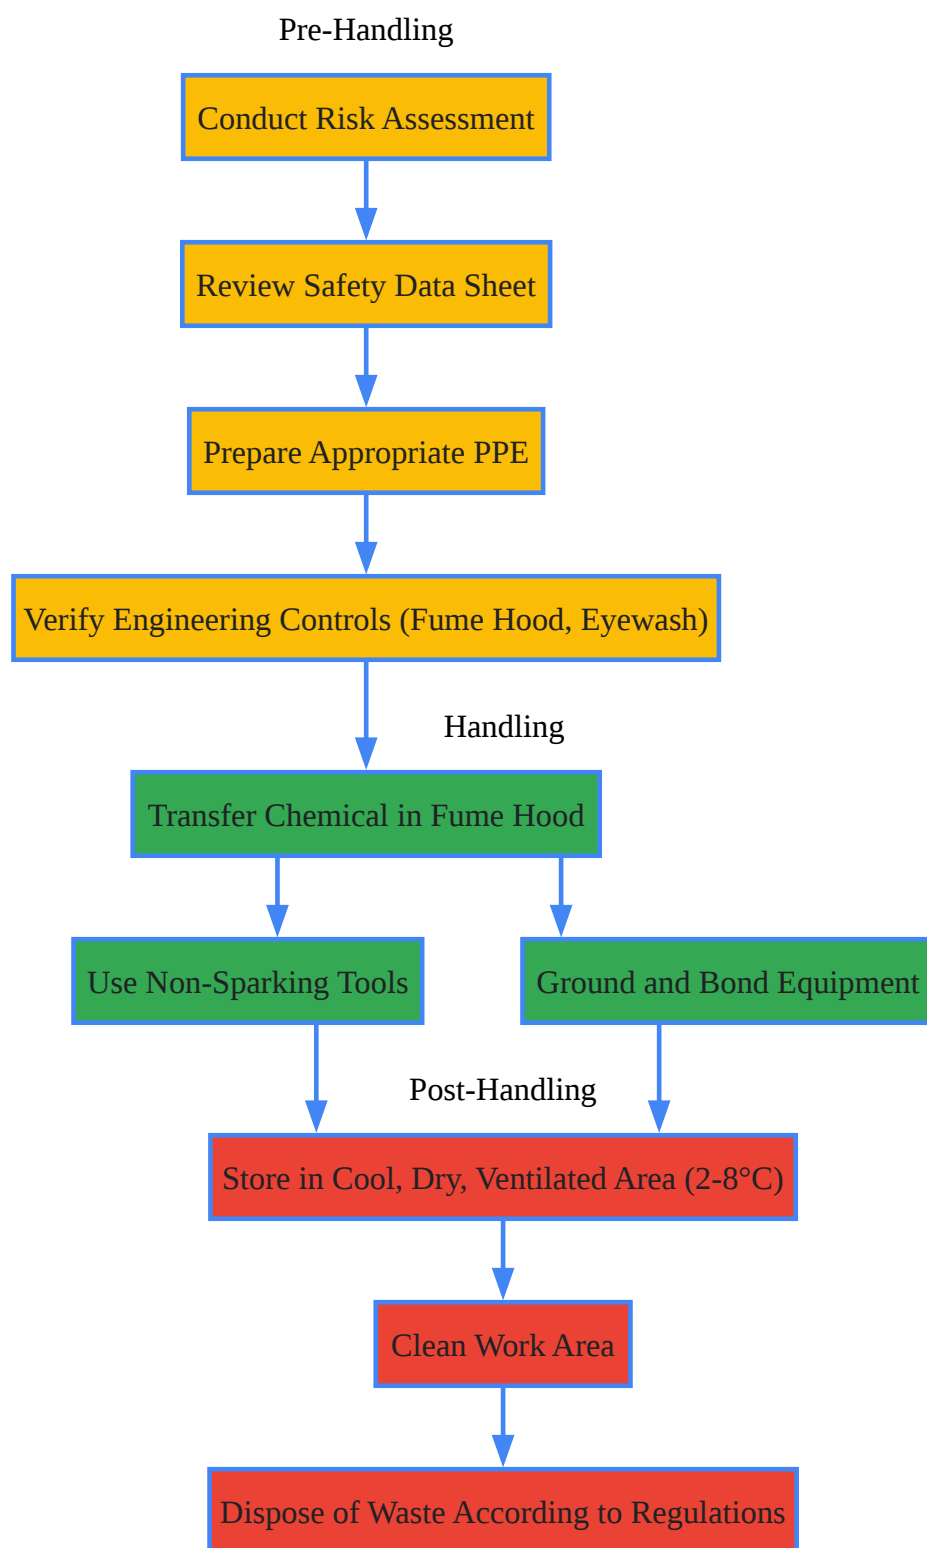 Pre-Handling
Conduct Risk Assessment
Review Safety Data Sheet
Prepare Appropriate PPE
Verify Engineering Controls (Fume Hood, Eyewash)
Handling
Transfer Chemical in Fume Hood
Use Non-Sparking Tools
Ground and Bond Equipment
Post-Handling
Store in Cool, Dry, Ventilated Area (2-8°C)
Clean Work Area
Dispose of Waste According to Regulations